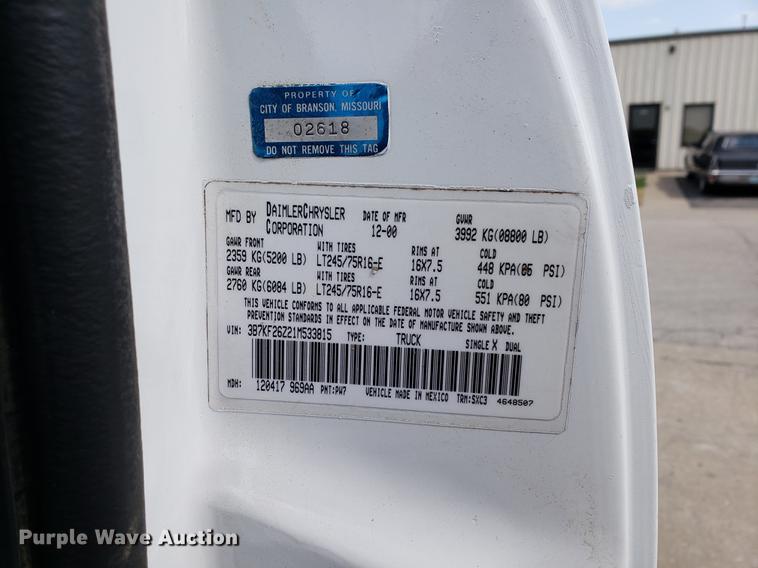 PROPERTY OF
CITY OF BRANSON, MISSOURI
02618
DO NOT REMOVE THIS TAG
MFD BY DAIMLERCHRYSLER CORPORATION DATE OF MFR 12-00 GVWR 3992 KG(08800 LB)
GAWR FRONT WITH TIRES RIMS AT COLD
2359 KG(5200 LB) LT245/75R16-E 16X7.5 448 KPA(65 PSI)
GAWR REAR WITH TIRES RIMS AT COLD
2760 KG(6084 LB) LT245/75R16-E 16X7.5 551 KPA(80 PSI)
THIS VEHICLE CONFORMS TO ALL APPLICABLE FEDERAL MOTOR VEHICLE SAFETY AND THEFT
PREVENTION STANDARDS IN EFFECT ON THE DATE OF MANUFACTURE SHOWN ABOVE.
VIN: 3B7KF26Z21M533815 TYPE: TRUCK SINGLE X DUAL
MDH: 120417 969AA PNT:PW7 VEHICLE MADE IN MEXICO TRM:SXC3 4648507
Purple Wave Auction